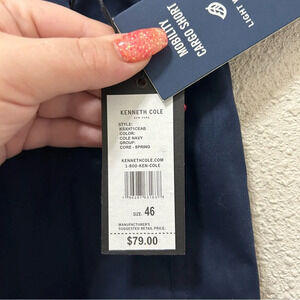 MOBILITY
CARGO SHORT
KENNETH COLE
NEW YORK
STYLE:
COLOR:
COLE NAVY
GROUP:
CORE - SPRING
KENNETHCOLE.COM
1-800-KEN-COLE
SIZE: 46
MANUFACTURER'S
SUGGESTED RETAIL PRICE:
$79.00